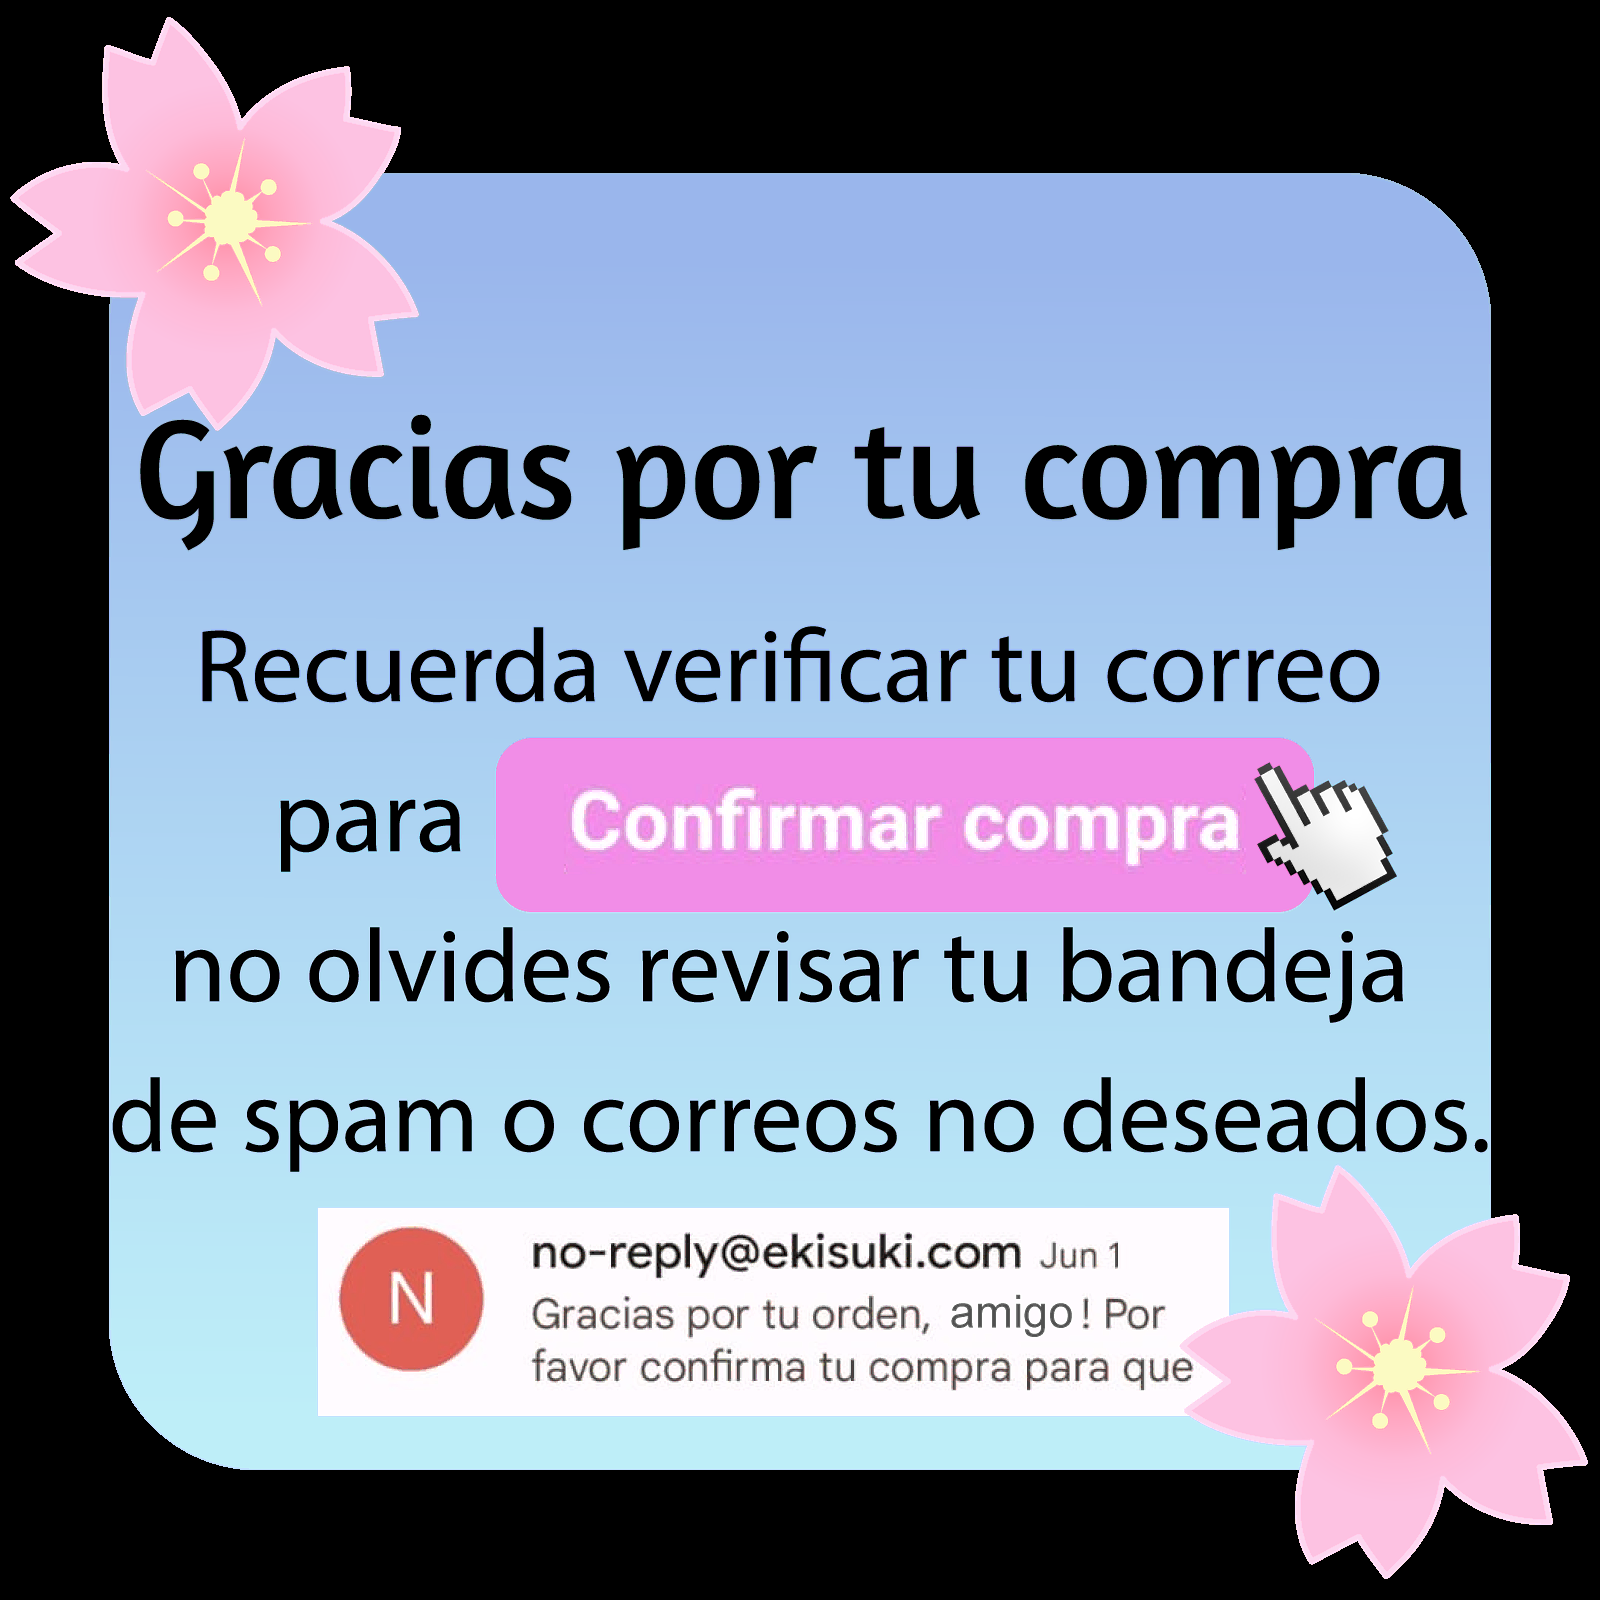 Gracias por tu compra
Recuerda verificar tu correo
para Confirmar compra
no olvides revisar tu bandeja
de spam o correos no deseados.
N
no-reply@ekisuki.com Jun 1
Gracias por tu orden, amigo! Por
favor confirma tu compra para que